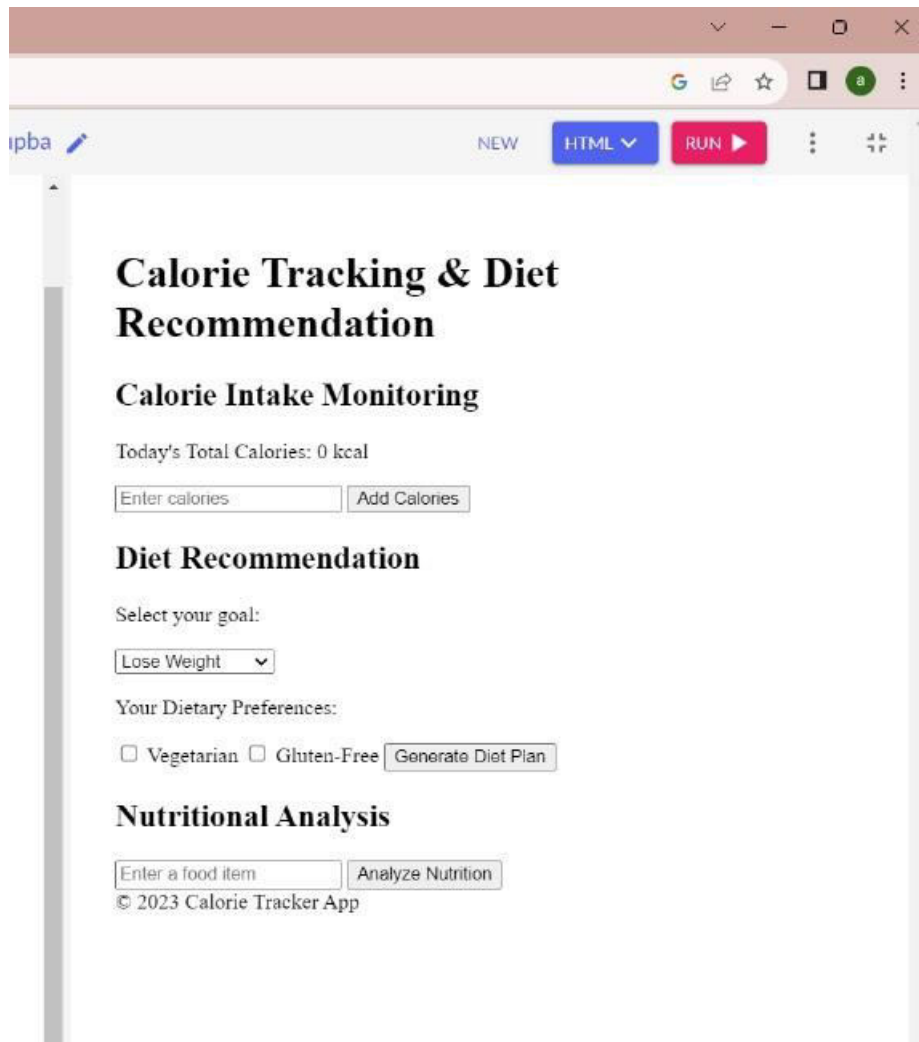 ipba
NEW HTML RUN
Calorie Tracking & Diet
Recommendation
Calorie Intake Monitoring
Today's Total Calories: 0 kcal
Enter calories Add Calories
Diet Recommendation
Select your goal:
Lose Weight
Your Dietary Preferences:
Vegetarian Gluten-Free Generate Diet Plan
Nutritional Analysis
Enter a food item Analyze Nutrition
© 2023 Calorie Tracker App